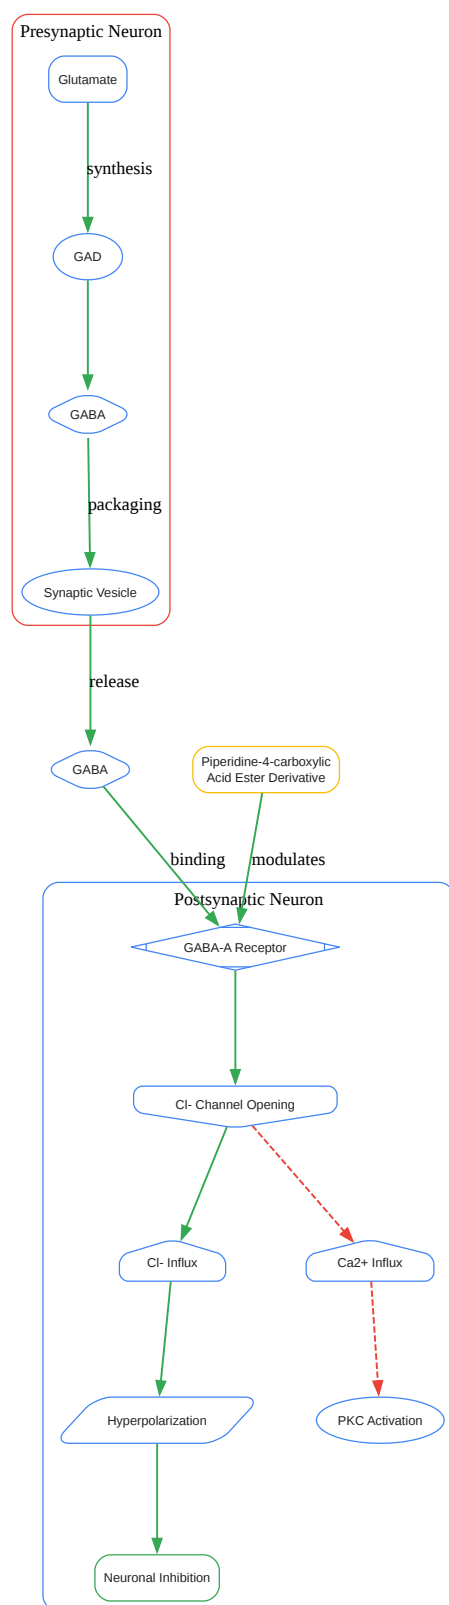 Presynaptic Neuron
Glutamate
synthesis
GAD
GABA
packaging
Synaptic Vesicle
release
GABA
Piperidine-4-carboxylic
Acid Ester Derivative
binding
modulates
Postsynaptic Neuron
GABA-A Receptor
Cl- Channel Opening
Cl- Influx
Ca2+ Influx
Hyperpolarization
PKC Activation
Neuronal Inhibition